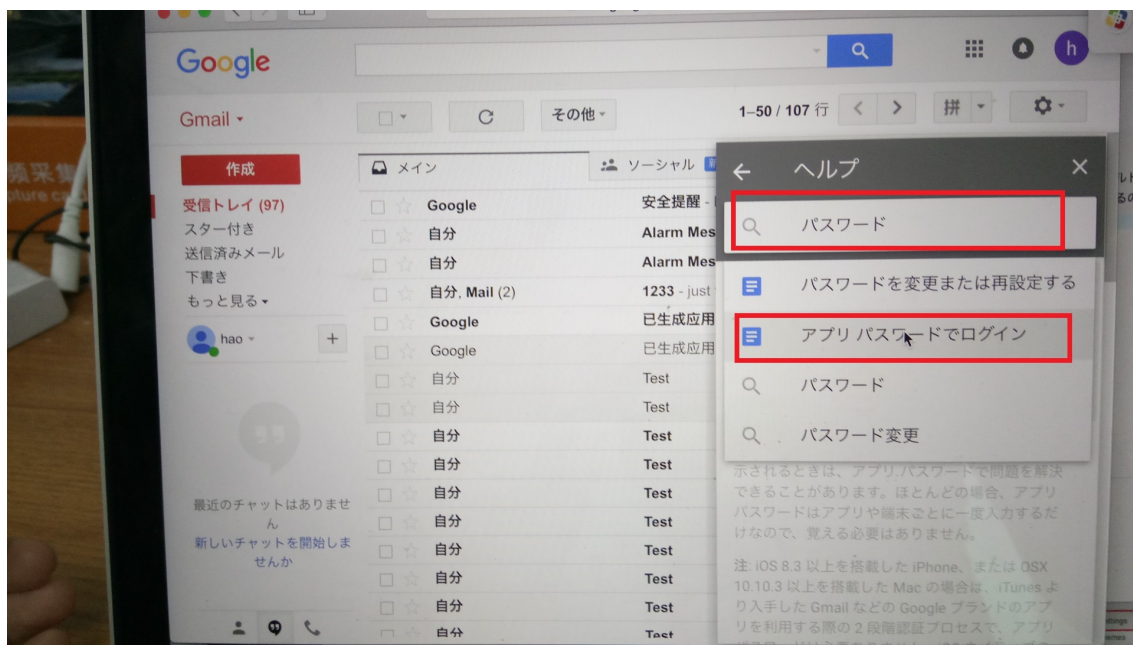 Google
h
Gmail
その他
1–50 / 107 行
拼
作成
メイン
ソーシャル
ヘルプ
パスワード
受信トレイ (97)
スター付き
送信済みメール
下書き
もっと見る
hao
+
Google 安全提醒 -
自分 Alarm Mes
自分 Alarm Mes
自分, Mail (2) 1233 - just
Google 已生成应用
Google 已生成应用
自分 Test
自分 Test
自分 Test
自分 Test
自分 Test
自分 Test
自分 Test
自分 Test
自分 Test
自分 Test
パスワードを変更または再設定する
アプリ パスワードでログイン
パスワード
パスワード変更
示されるときは、アプリ パスワードで問題を解決
できることがあります。ほとんどの場合、アプリ
パスワードはアプリや端末ごとに一度入力するだ
けなので、覚える必要はありません。
注: iOS 8.3 以上を搭載した iPhone、または OSX
10.10.3 以上を搭載した Mac の場合は、iTunes よ
り入手した Gmail などの Google ブランドのアプ
リを利用する際の 2 段階認証プロセスで、アプリ
最近のチャットはありませ
ん
新しいチャットを開始しま
せんか
频采集
pture ca